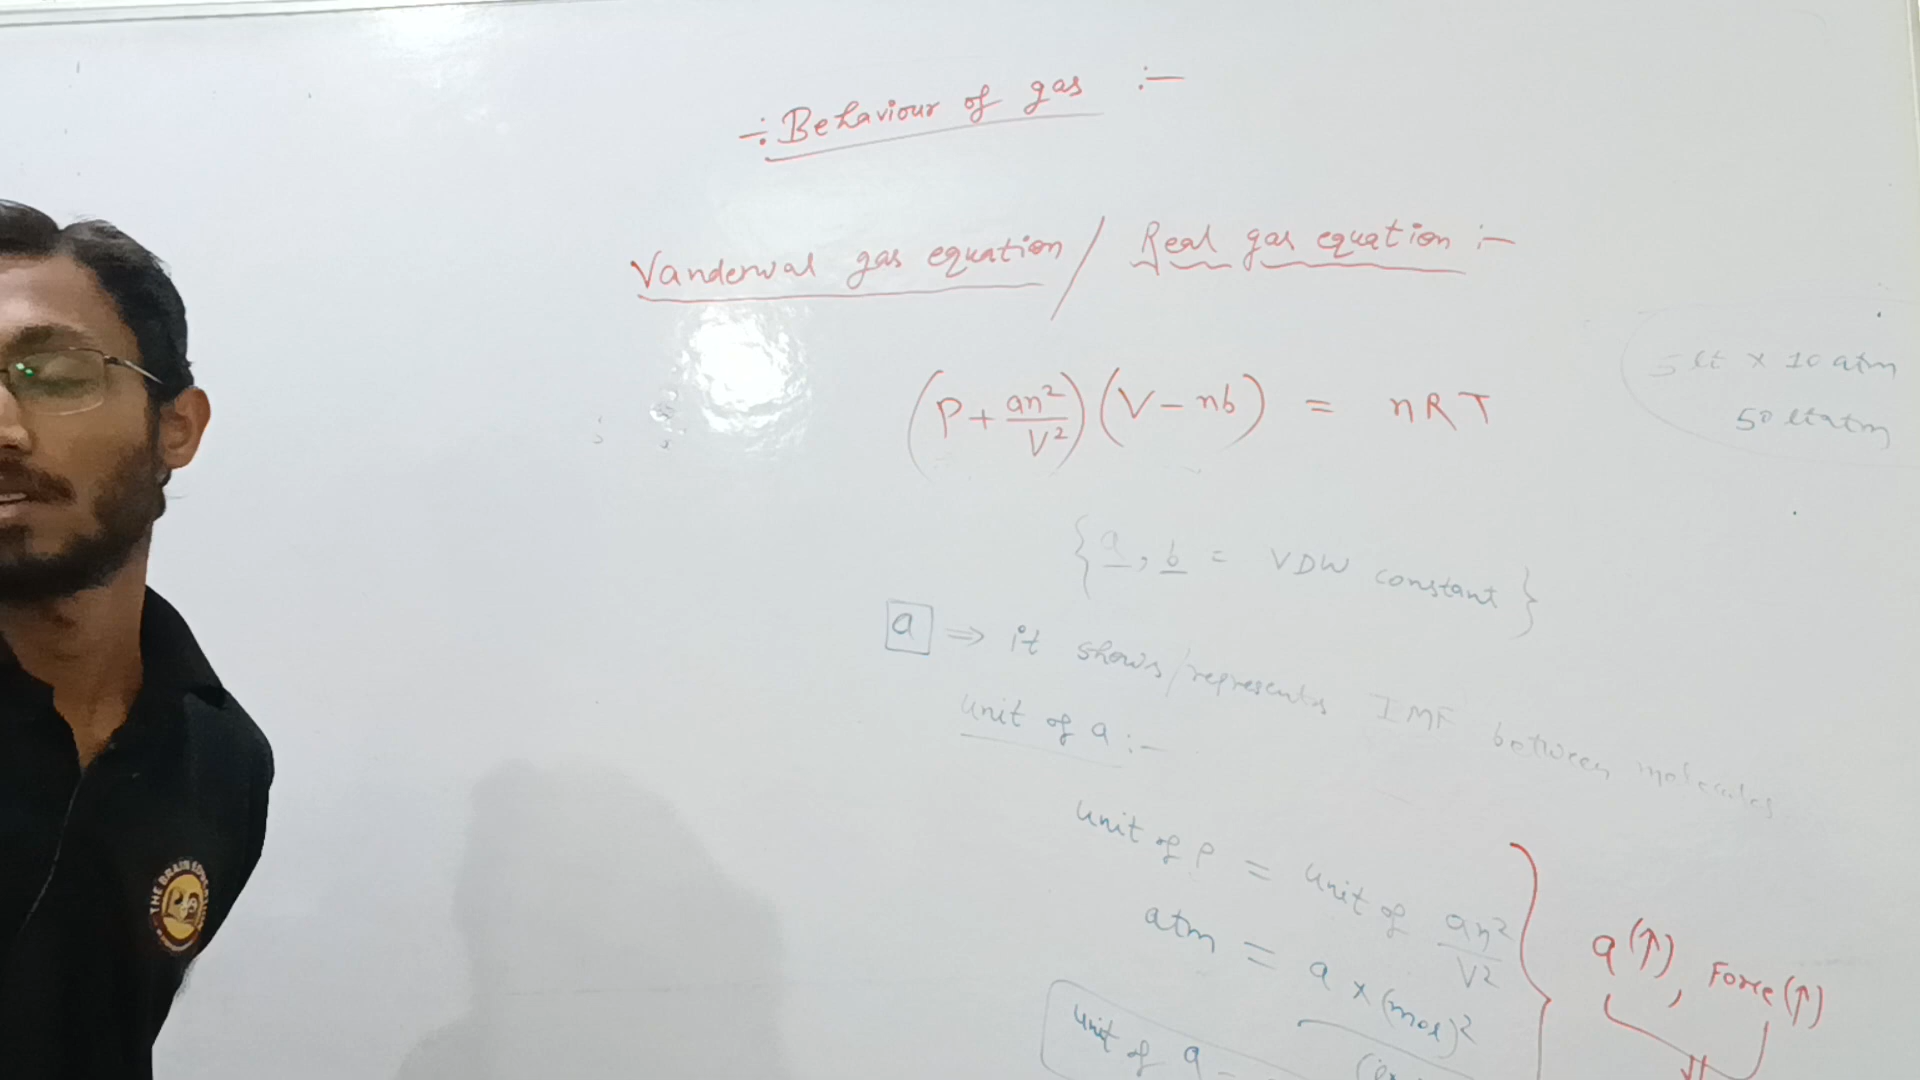 ÷ Behaviour of gas :-
Vanderwal gas equation / Real gas equation :-
(P + an²/V²) (V - nb) = nRT
5 lt × 10 atm
50 lt atm
{ a, b = VDW constant }
a ⇒ it shows/represents IMF between molecules
unit of a :-
unit of P = unit of an²/V²
atm = a × (mol)²
unit of a
a(↑), Force(↑)
THE BRAIN